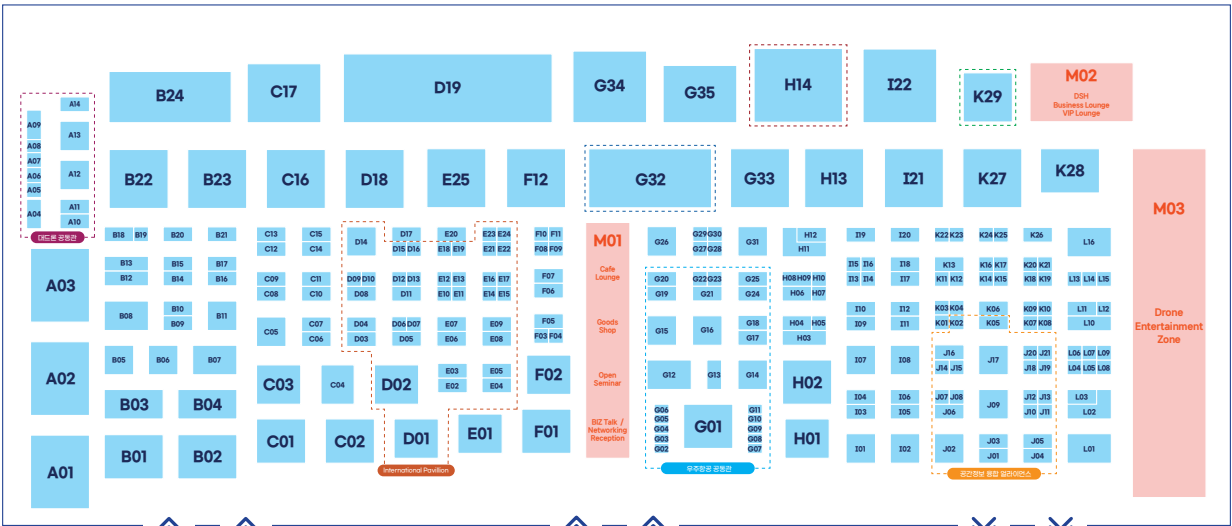 B24
C17
D19
G34
G35
H14
I22
K29
M02
DSH
Business Lounge
VIP Lounge
A14
A09
A13
A08
A07
A12
A06
A05
A04
A11
A10
대드론 공동관
B22
B23
C16
D18
E25
F12
G32
G33
H13
I21
K27
K28
M03
Drone
Entertainment
Zone
A03
A02
A01
B18 B19
B20
B21
B13
B15
B17
B12
B14
B16
B08
B10
B09
B11
B05
B06
B07
B03
B04
B01
B02
C13
C15
C12
C14
C09
C11
C08
C10
C05
C07
C06
C03
C04
C01
C02
D14
D17
D15 D16
D09 D10
D12 D13
D08
D11
D04
D06 D07
D03
D05
D02
D01
International Pavillion
E20
E23 E24
E18 E19
E21 E22
E12 E13
E16 E17
E10 E11
E14 E15
E07
E09
E06
E08
E03
E05
E02
E04
E01
F10 F11
F08 F09
F07
F06
F05
F03 F04
F02
F01
M01
Cafe
Lounge
Goods
Shop
Open
Seminar
BIZ Talk /
Networking
Reception
G26
G29 G30
G27 G28
G31
G20
G22 G23
G25
G19
G21
G24
G15
G16
G18
G17
G12
G13
G14
G06
G05
G04
G03
G02
G01
G11
G10
G09
G08
G07
우주항공 공동관
H12
H11
H08 H09 H10
H06 H07
H04 H05
H03
H02
H01
I19
I20
I15 I16
I18
I13 I14
I17
I10
I12
I09
I11
I07
I08
I04
I06
I03
I05
I01
I02
K22 K23
K24 K25
K26
K13
K16 K17
K20 K21
K11 K12
K14 K15
K18 K19
K03 K04
K06
K09 K10
K01 K02
K05
K07 K08
J16
J17
J20 J21
J14 J15
J18 J19
J07 J08
J09
J12 J13
J06
J10 J11
J02
J03
J05
J01
J04
공간정보 통합 얼라이언스
L16
L13 L14 L15
L11 L12
L10
L06 L07 L09
L04 L05 L08
L03
L02
L01